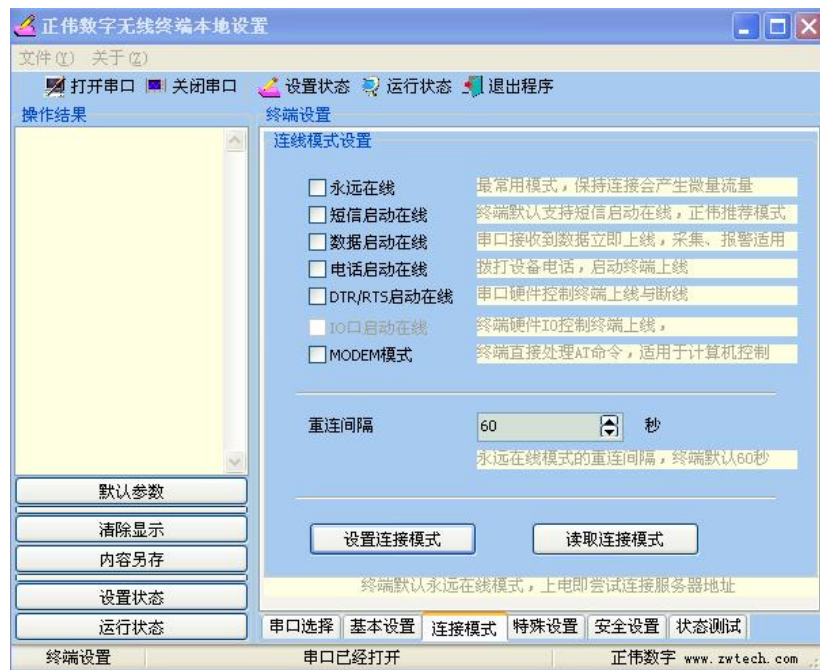 正伟数字无线终端本地设置
文件(Y) 关于(Z)
打开串口 关闭串口 设置状态 运行状态 退出程序
操作结果
默认参数
清除显示
内容另存
设置状态
运行状态
终端设置
连线模式设置
永远在线 最常用模式,保持连接会产生微量流量
短信启动在线 终端默认支持短信启动在线,正伟推荐模式
数据启动在线 串口接收到数据立即上线,采集、报警适用
电话启动在线 拨打设备电话,启动终端上线
DTR/RTS启动在线 串口硬件控制终端上线与断线
IO口启动在线 终端硬件IO控制终端上线,
MODEM模式 终端直接处理AT命令,适用于计算机控制
重连间隔 60 秒
永远在线模式的重连间隔,终端默认60秒
设置连接模式 读取连接模式
终端默认永远在线模式,上电即尝试连接服务器地址
串口选择 基本设置 连接模式 特殊设置 安全设置 状态测试
终端设置 串口已经打开 正伟数字 www.zwtech.com